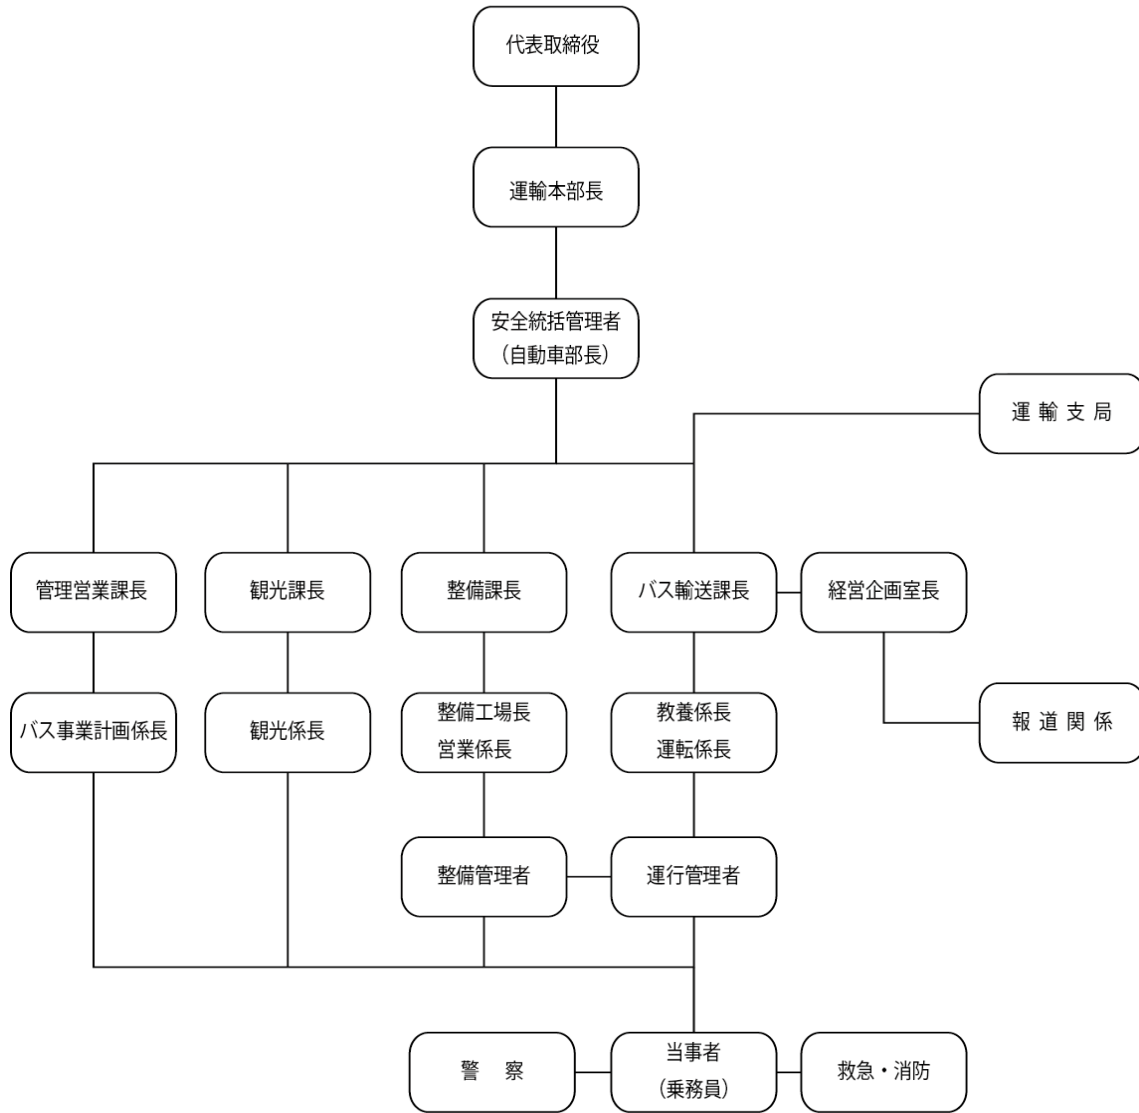 代表取締役
運輸本部長
安全統括管理者
（自動車部長）
運輸支局
管理営業課長
観光課長
整備課長
バス輸送課長
経営企画室長
バス事業計画係長
観光係長
整備工場長
営業係長
教養係長
運転係長
報道関係
整備管理者
運行管理者
警察
当事者
（乗務員）
救急・消防